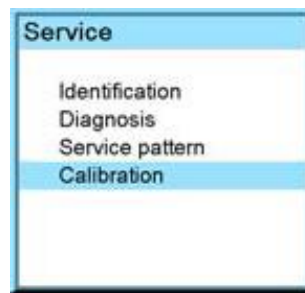 Service
Identification
Diagnosis
Service pattern
Calibration